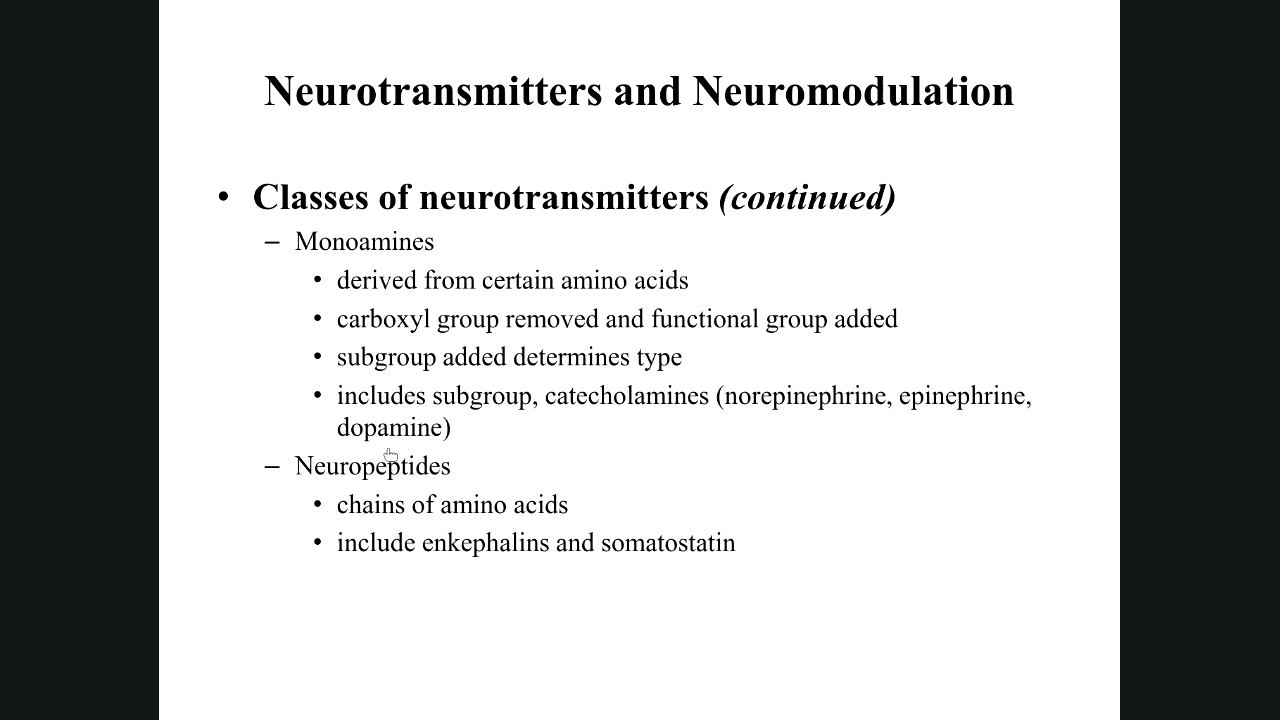 Neurotransmitters and Neuromodulation
• Classes of neurotransmitters (continued)
– Monoamines
• derived from certain amino acids
• carboxyl group removed and functional group added
• subgroup added determines type
• includes subgroup, catecholamines (norepinephrine, epinephrine,
dopamine)
– Neuropeptides
• chains of amino acids
• include enkephalins and somatostatin